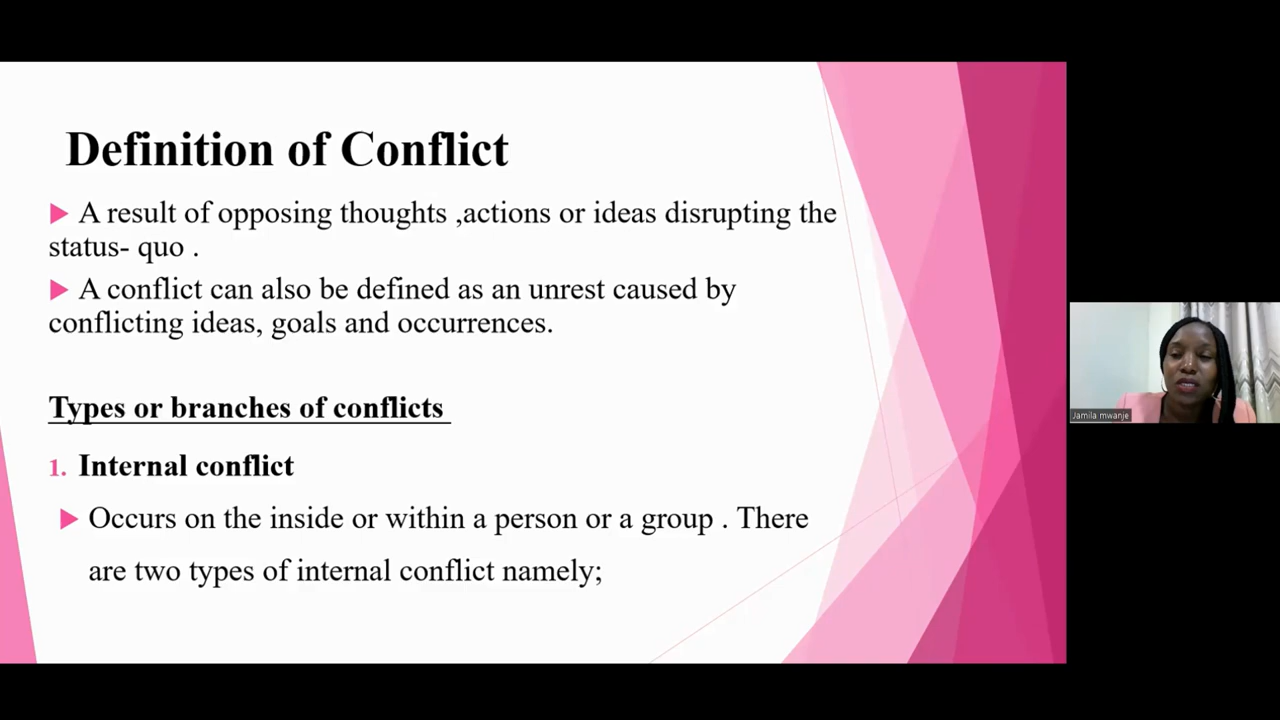 Definition of Conflict
A result of opposing thoughts ,actions or ideas disrupting the
status- quo .
A conflict can also be defined as an unrest caused by
conflicting ideas, goals and occurrences.
Types or branches of conflicts
1. Internal conflict
Occurs on the inside or within a person or a group . There
are two types of internal conflict namely;
Jamila mwanje